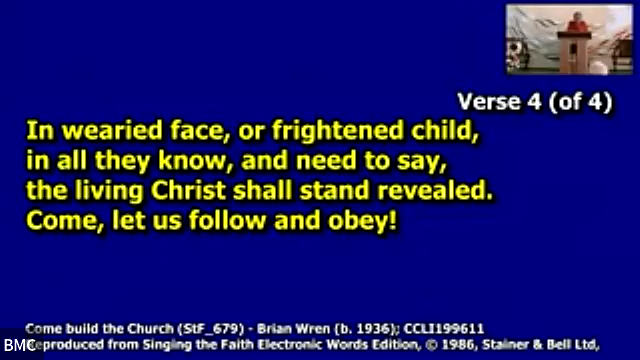 Verse 4 (of 4)
In wearied face, or frightened child,
in all they know, and need to say,
the living Christ shall stand revealed.
Come, let us follow and obey!
Come build the Church (StF_679) - Brian Wren (b. 1936); CCLI199611
BMC
Reproduced from Singing the Faith Electronic Words Edition, © 1986, Stainer & Bell Ltd,